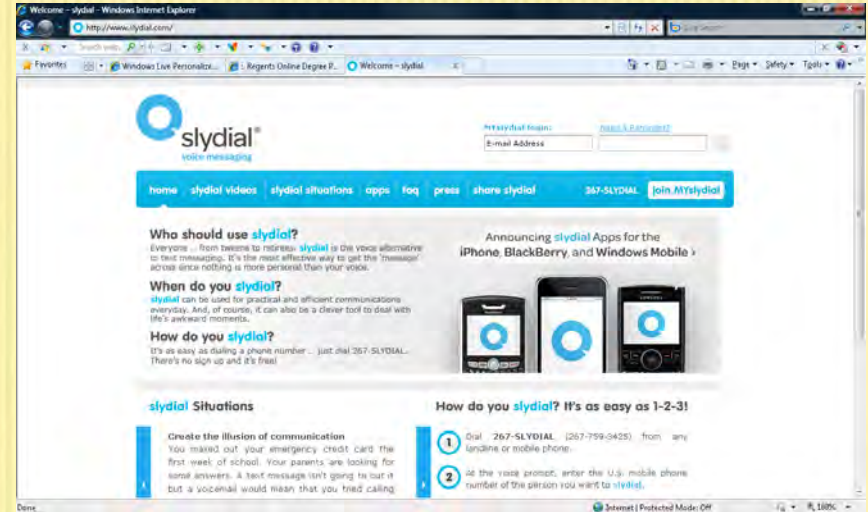 Welcome - slydial - Windows Internet Explorer
http://www.slydial.com/
Favorites
Windows Live Personaliz...
: Regents Online Degree P...
Welcome - slydial
Page
Safety
Tools
slydial®
voice messaging
MYslydial login:
E-mail Address
home
slydial videos
slydial situations
apps
faq
press
share slydial
267-SLYDIAL
join MYslydial
Who should use slydial?
Everyone ... from tweens to retirees. slydial is the voice alternative
to text messaging. It's the most effective way to get the 'message'
across since nothing is more personal than your voice.
When do you slydial?
slydial can be used for practical and efficient communications
everyday. And, of course, it can also be a clever tool to deal with
life's awkward moments.
How do you slydial?
It's as easy as dialing a phone number ... just dial 267-SLYDIAL.
There's no sign up and it's free!
Announcing slydial Apps for the
iPhone, BlackBerry, and Windows Mobile ›
slydial Situations
Create the illusion of communication
You maxed out your emergency credit card the
first week of school. Your parents are looking for
some answers. A text message isn't going to cut it
but a voicemail would mean that you tried calling
How do you slydial? It's as easy as 1-2-3!
1
Dial 267-SLYDIAL (267-759-3425) from any
landline or mobile phone.
2
At the voice prompt, enter the U.S. mobile phone
number of the person you want to slydial.
Done
Internet | Protected Mode: Off
100%